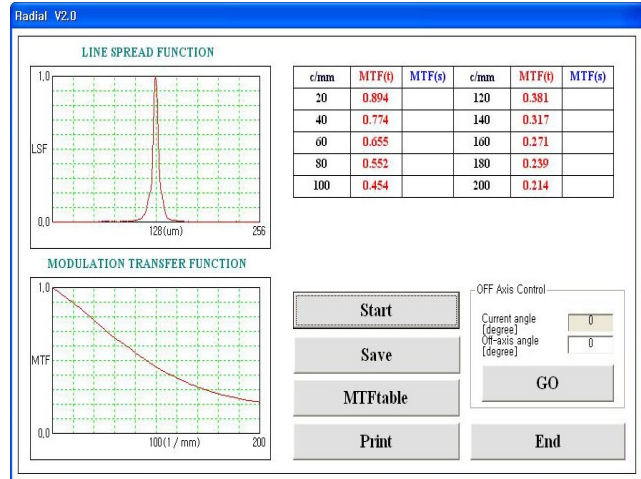 Radial V2.0
LINE SPREAD FUNCTION
1,0
LSF
0,0
128(um)
256
c/mm MTF(t) MTF(s) c/mm MTF(t) MTF(s)
20 0.894 120 0.381
40 0.774 140 0.317
60 0.655 160 0.271
80 0.552 180 0.239
100 0.454 200 0.214
MODULATION TRANSFER FUNCTION
1,0
MTF
0,0
100(1 / mm)
200
Start
Save
MTFtable
Print
OFF Axis Control
Current angle
[degree]
0
Off-axis angle
[degree]
0
GO
End